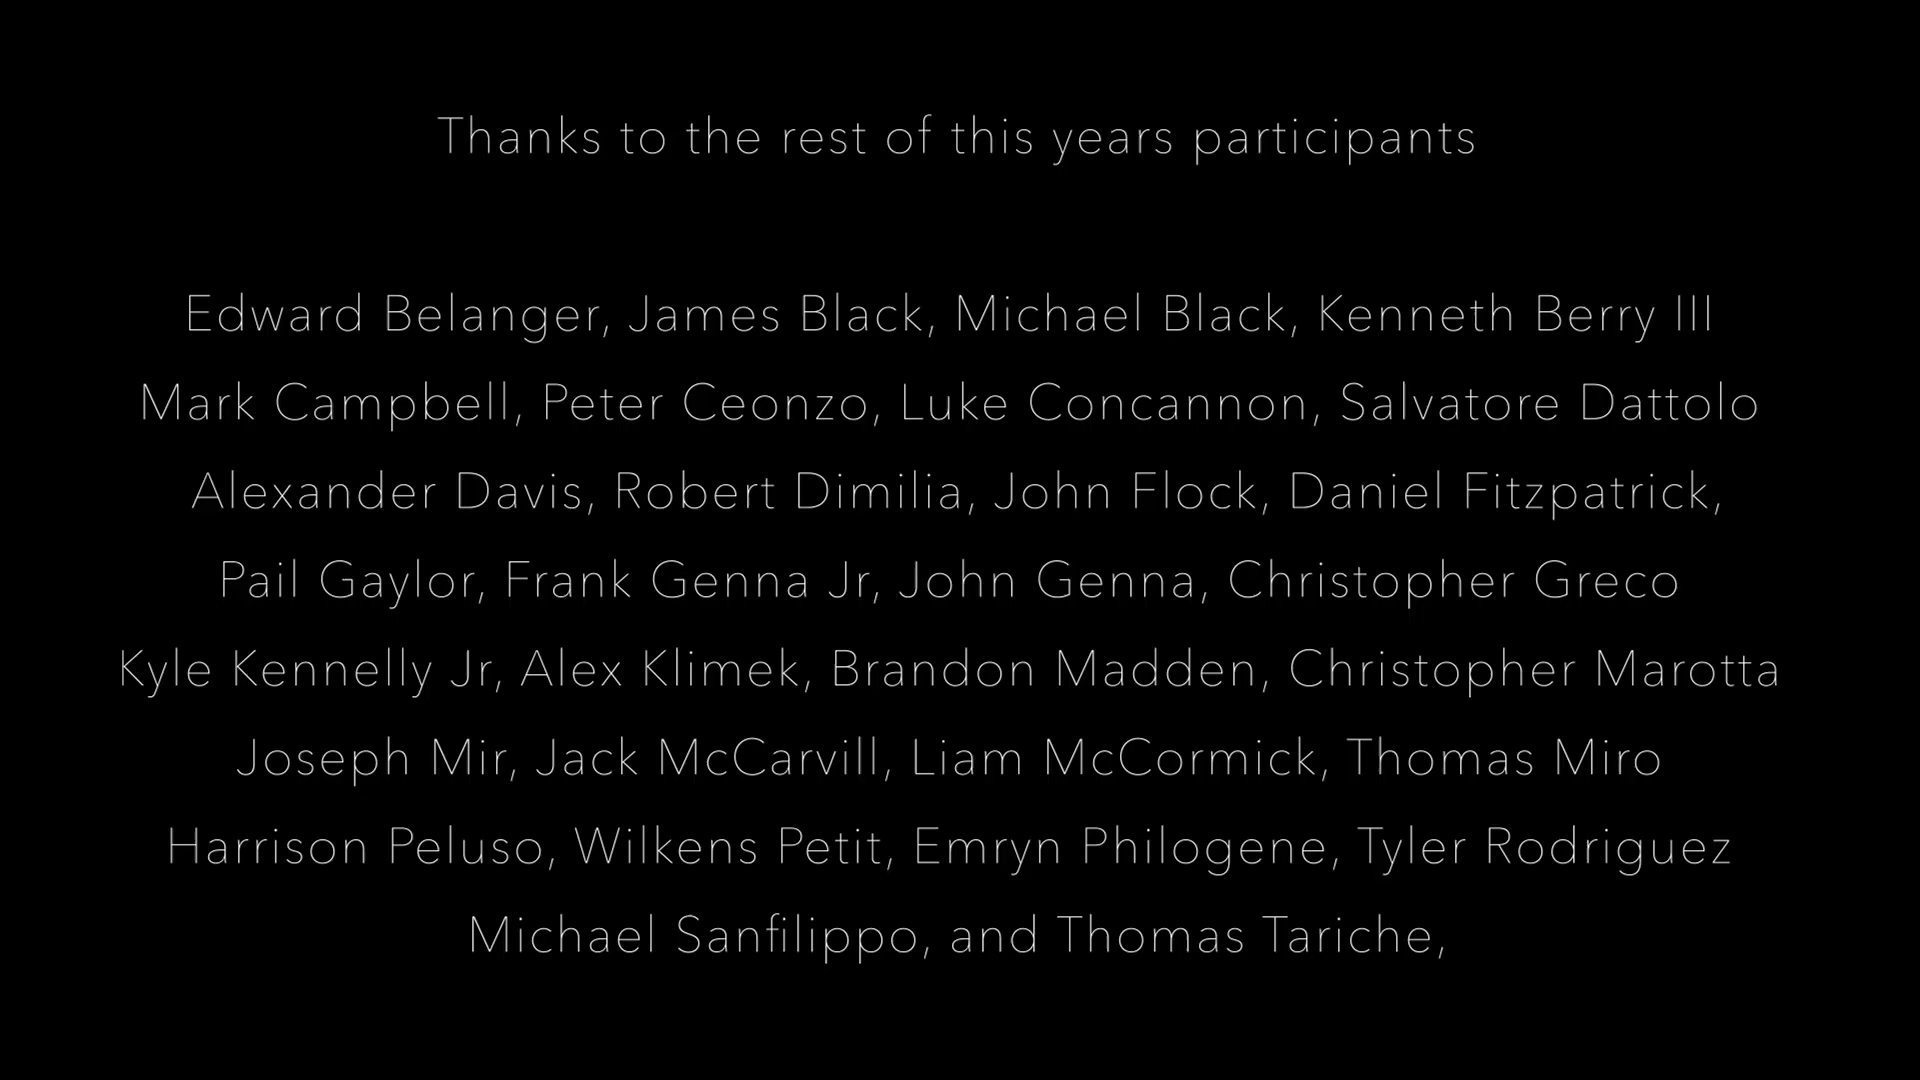 Thanks to the rest of this years participants
Edward Belanger, James Black, Michael Black, Kenneth Berry III
Mark Campbell, Peter Ceonzo, Luke Concannon, Salvatore Dattolo
Alexander Davis, Robert Dimilia, John Flock, Daniel Fitzpatrick,
Pail Gaylor, Frank Genna Jr, John Genna, Christopher Greco
Kyle Kennelly Jr, Alex Klimek, Brandon Madden, Christopher Marotta
Joseph Mir, Jack McCarvill, Liam McCormick, Thomas Miro
Harrison Peluso, Wilkens Petit, Emryn Philogene, Tyler Rodriguez
Michael Sanfilippo, and Thomas Tariche,